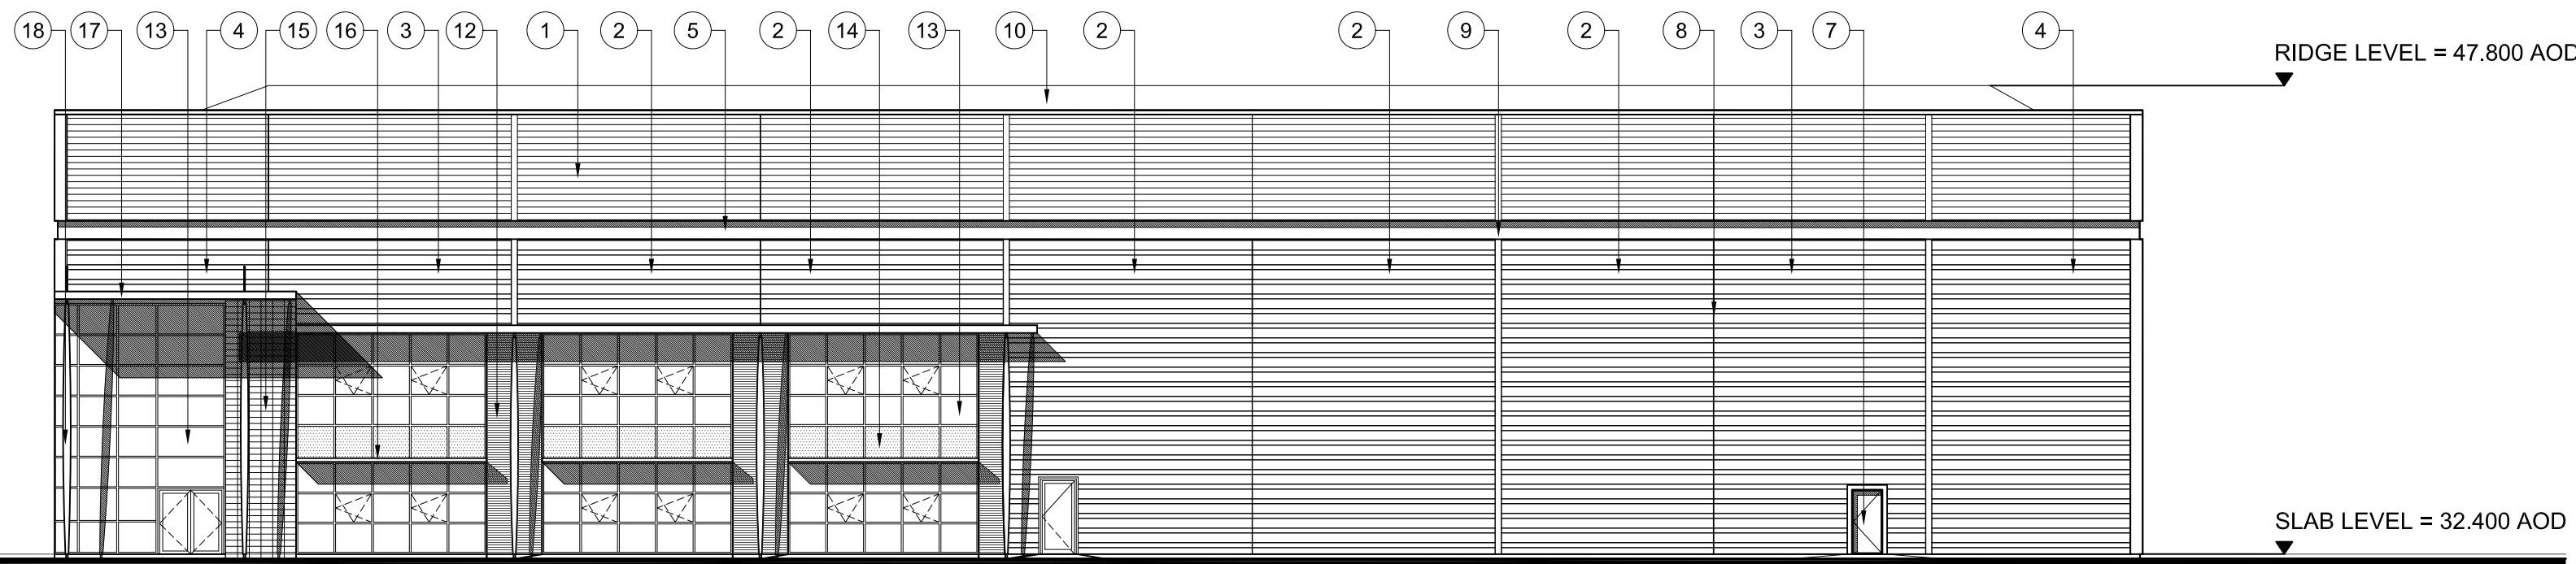 18 17 13 4 15 16 3 12 1 2 5 2 14 13 10 2 2 9 2 8 3 7 4
RIDGE LEVEL = 47.800 AOD
SLAB LEVEL = 32.400 AOD